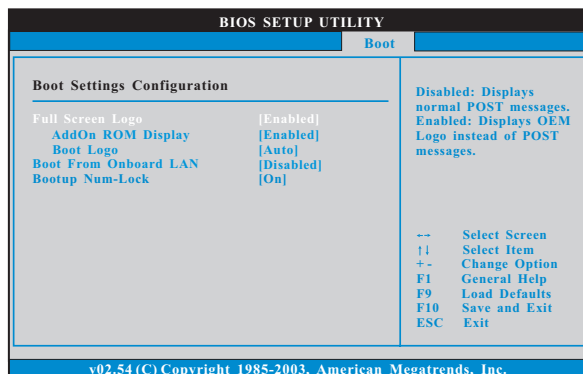 BIOS SETUP UTILITY
Boot
Boot Settings Configuration
Full Screen Logo [Enabled]
AddOn ROM Display [Enabled]
Boot Logo [Auto]
Boot From Onboard LAN [Disabled]
Bootup Num-Lock [On]
Disabled: Displays
normal POST messages.
Enabled: Displays OEM
Logo instead of POST
messages.
←→ Select Screen
↑↓ Select Item
+ - Change Option
F1 General Help
F9 Load Defaults
F10 Save and Exit
ESC Exit
v02.54 (C) Copyright 1985-2003, American Megatrends, Inc.